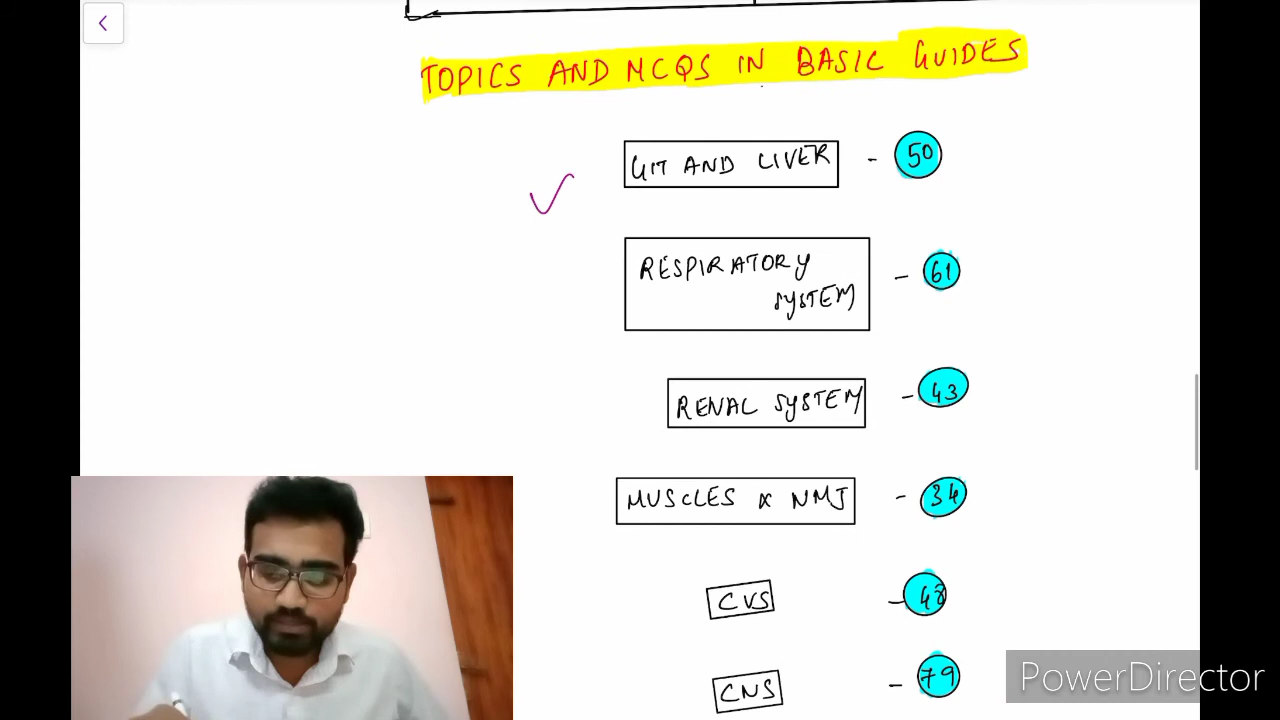 TOPICS AND MCQS IN BASIC GUIDES
GIT AND LIVER - 50
RESPIRATORY
SYSTEM - 61
RENAL SYSTEM - 43
MUSCLES & NMJ - 34
CVS - 48
CNS - 79
PowerDirector